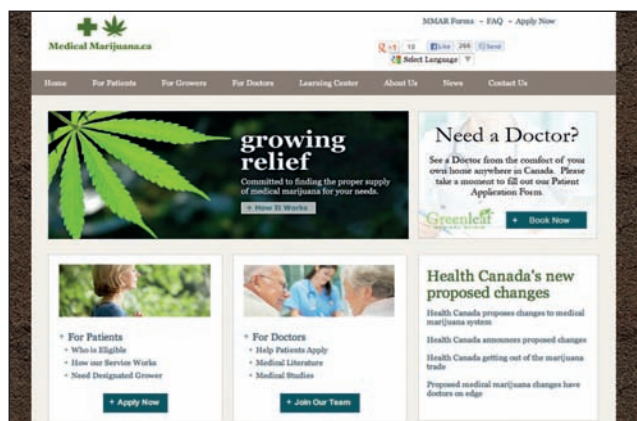 MMAR Forms ~ FAQ ~ Apply Now
Medical Marijuana.ca
+1 10 Like 266 Send
Select Language
Home For Patients For Growers For Doctors Learning Center About Us News Contact Us
growing
relief
Committed to finding the proper supply
of medical marijuana for your needs.
+ How It Works
Need a Doctor?
See a Doctor from the comfort of your
own home anywhere in Canada. Please
take a moment to fill out our Patient
Application Form.
Greenleaf
+ Book Now
+ For Patients
+ Who is Eligible
+ How our Service Works
+ Need Designated Grower
+ Apply Now
+ For Doctors
+ Help Patients Apply
+ Medical Literature
+ Medical Studies
+ Join Our Team
Health Canada's new
proposed changes
Health Canada proposes changes to medical
marijuana system
Health Canada announces proposed changes
Health Canada getting out of the marijuana
trade
Proposed medical marijuana changes have
doctors on edge